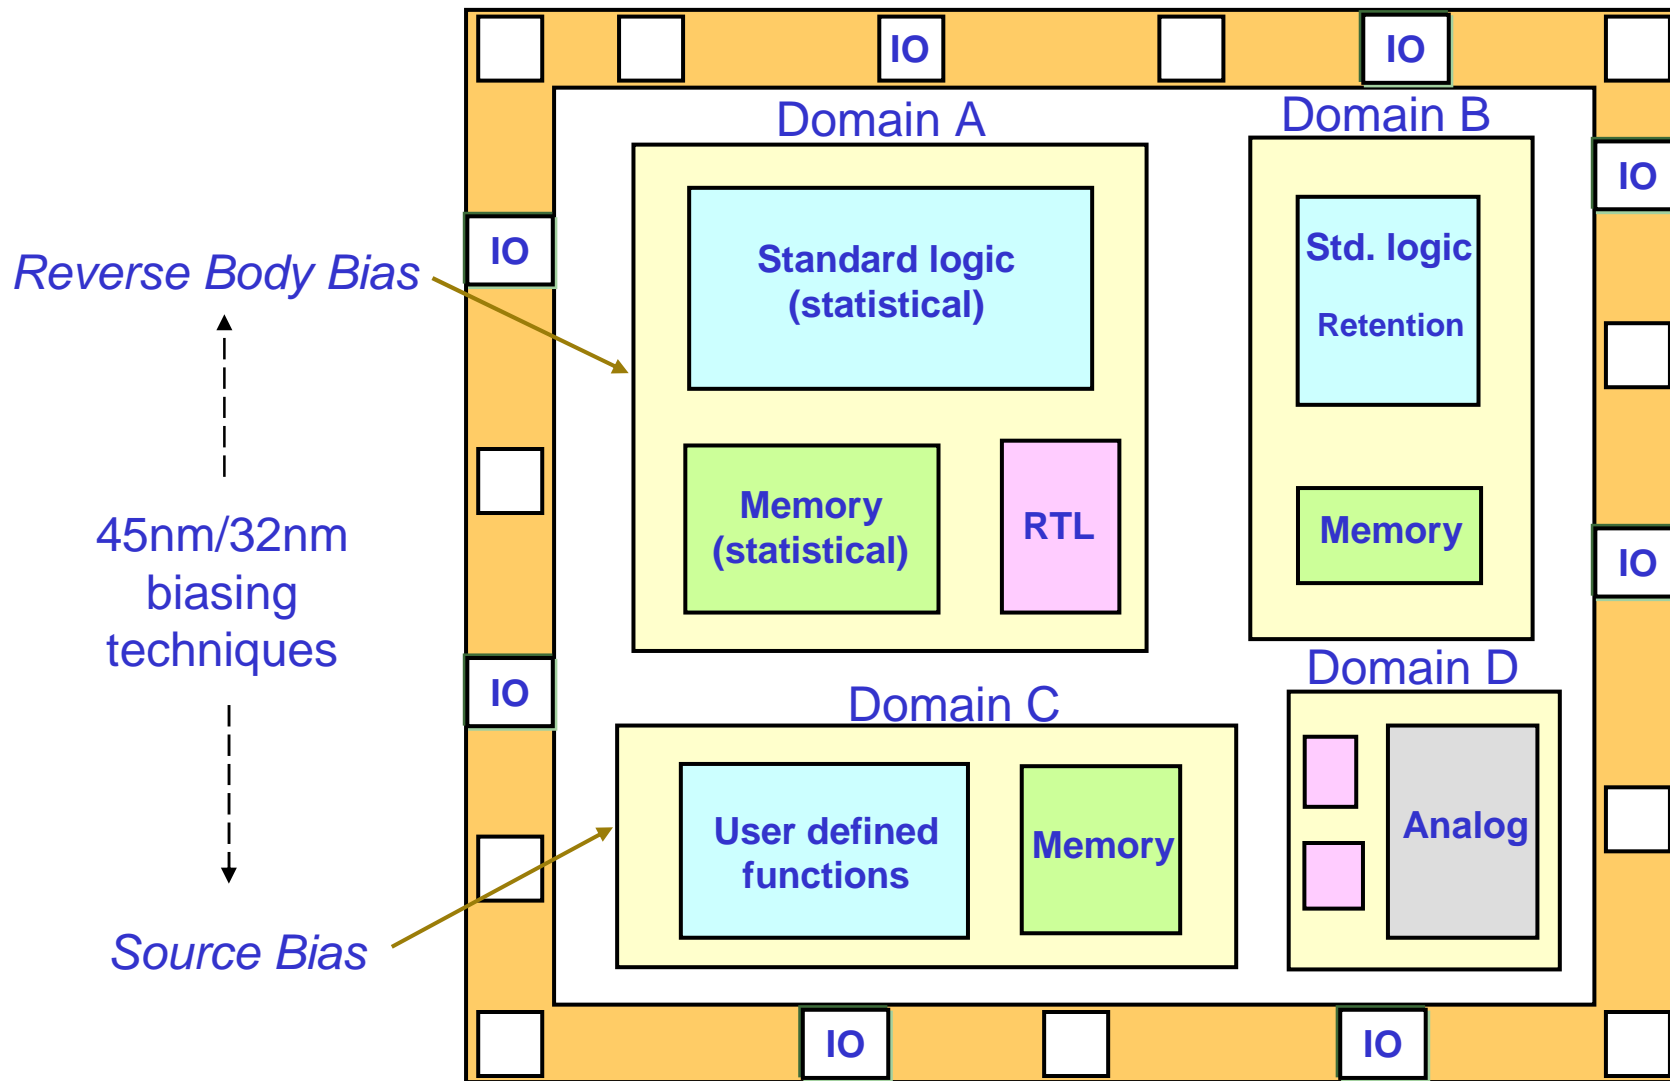 IO
IO
Domain A
Domain B
IO
IO
Reverse Body Bias
Standard logic
(statistical)
Std. logic
Retention
45nm/32nm
biasing
techniques
Memory
(statistical)
RTL
Memory
IO
IO
Domain C
Domain D
User defined
functions
Memory
Analog
Source Bias
IO
IO